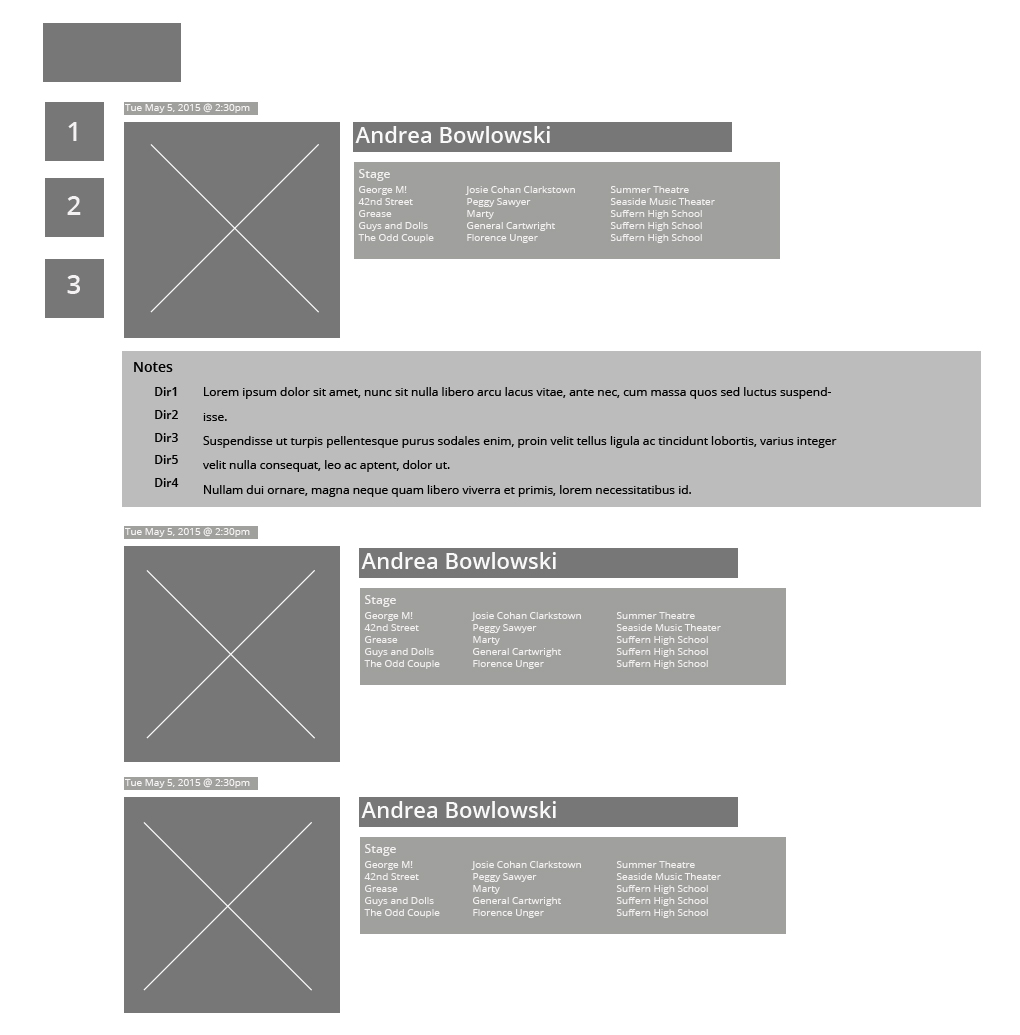 1
2
3
Tue May 5, 2015 @ 2:30pm
Andrea Bowlowski
Stage
George M! Josie Cohan Clarkstown Summer Theatre
42nd Street Peggy Sawyer Seaside Music Theater
Grease Marty Suffern High School
Guys and Dolls General Cartwright Suffern High School
The Odd Couple Florence Unger Suffern High School
Notes
Dir1 Lorem ipsum dolor sit amet, nunc sit nulla libero arcu lacus vitae, ante nec, cum massa quos sed luctus suspend-
Dir2 isse.
Dir3 Suspendisse ut turpis pellentesque purus sodales enim, proin velit tellus ligula ac tincidunt lobortis, varius integer
Dir5 velit nulla consequat, leo ac aptent, dolor ut.
Dir4 Nullam dui ornare, magna neque quam libero viverra et primis, lorem necessitatibus id.
Tue May 5, 2015 @ 2:30pm
Andrea Bowlowski
Stage
George M! Josie Cohan Clarkstown Summer Theatre
42nd Street Peggy Sawyer Seaside Music Theater
Grease Marty Suffern High School
Guys and Dolls General Cartwright Suffern High School
The Odd Couple Florence Unger Suffern High School
Tue May 5, 2015 @ 2:30pm
Andrea Bowlowski
Stage
George M! Josie Cohan Clarkstown Summer Theatre
42nd Street Peggy Sawyer Seaside Music Theater
Grease Marty Suffern High School
Guys and Dolls General Cartwright Suffern High School
The Odd Couple Florence Unger Suffern High School